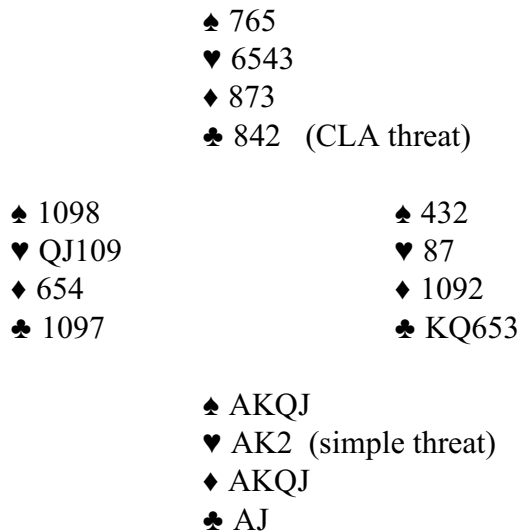 ♠ 765
♥ 6543
♦ 873
♣ 842 (CLA threat)
♠ 1098 ♠ 432
♥ QJ109 ♥ 87
♦ 654 ♦ 1092
♣ 1097 ♣ KQ653
♠ AKQJ
♥ AK2 (simple threat)
♦ AKQJ
♣ AJ